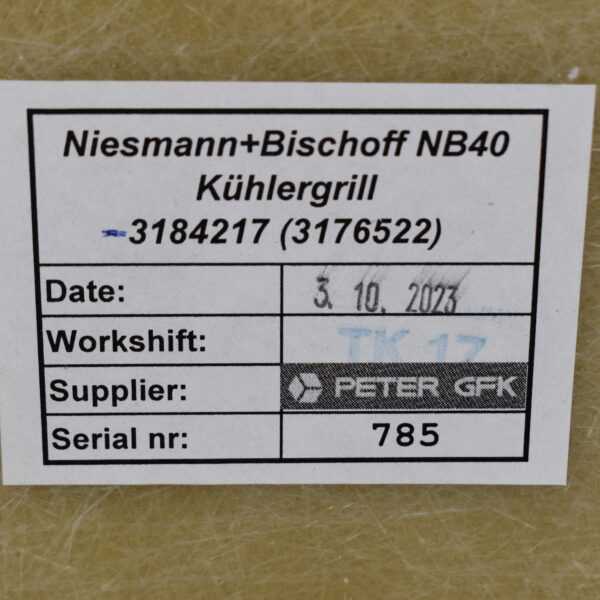 Niesmann+Bischoff NB40
Kühlergrill
3184217 (3176522)
Date: 3. 10. 2023
Workshift: TK 17
Supplier: PETER GFK
Serial nr: 785